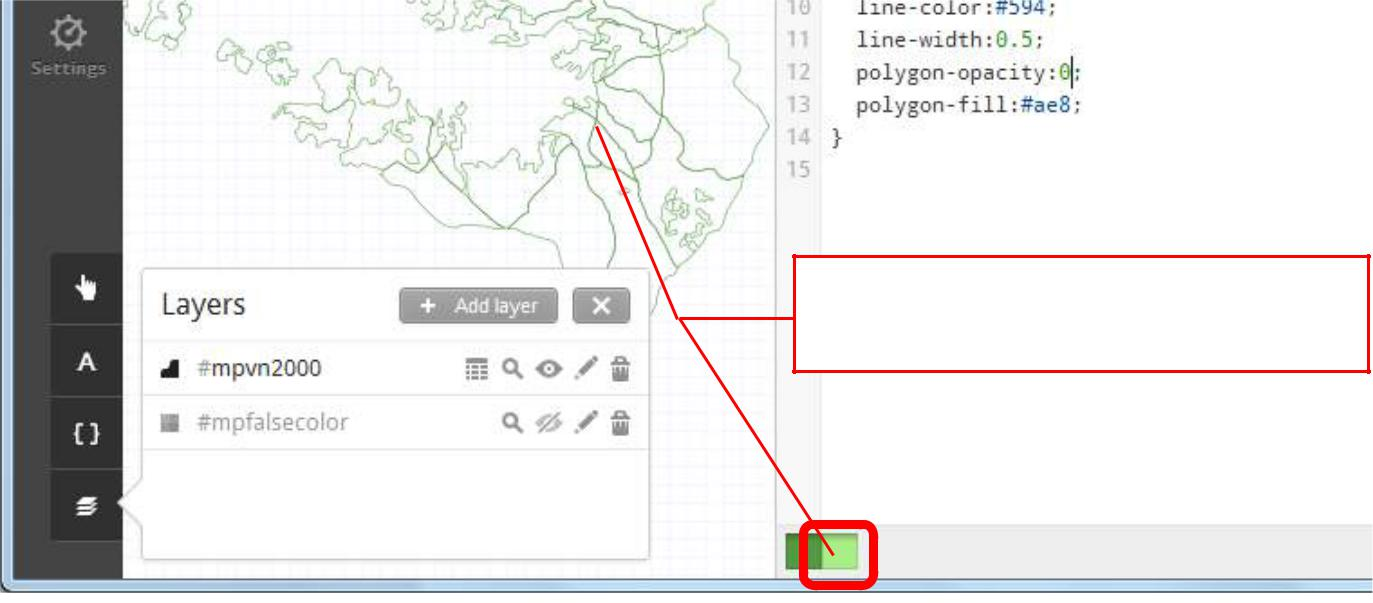 Settings
A
{ }
Layers
+ Add layer
#mpvn2000
#mpfalsecolor
10 line-color:#594;
11 line-width:0.5;
12 polygon-opacity:0;
13 polygon-fill:#ae8;
14 }
15